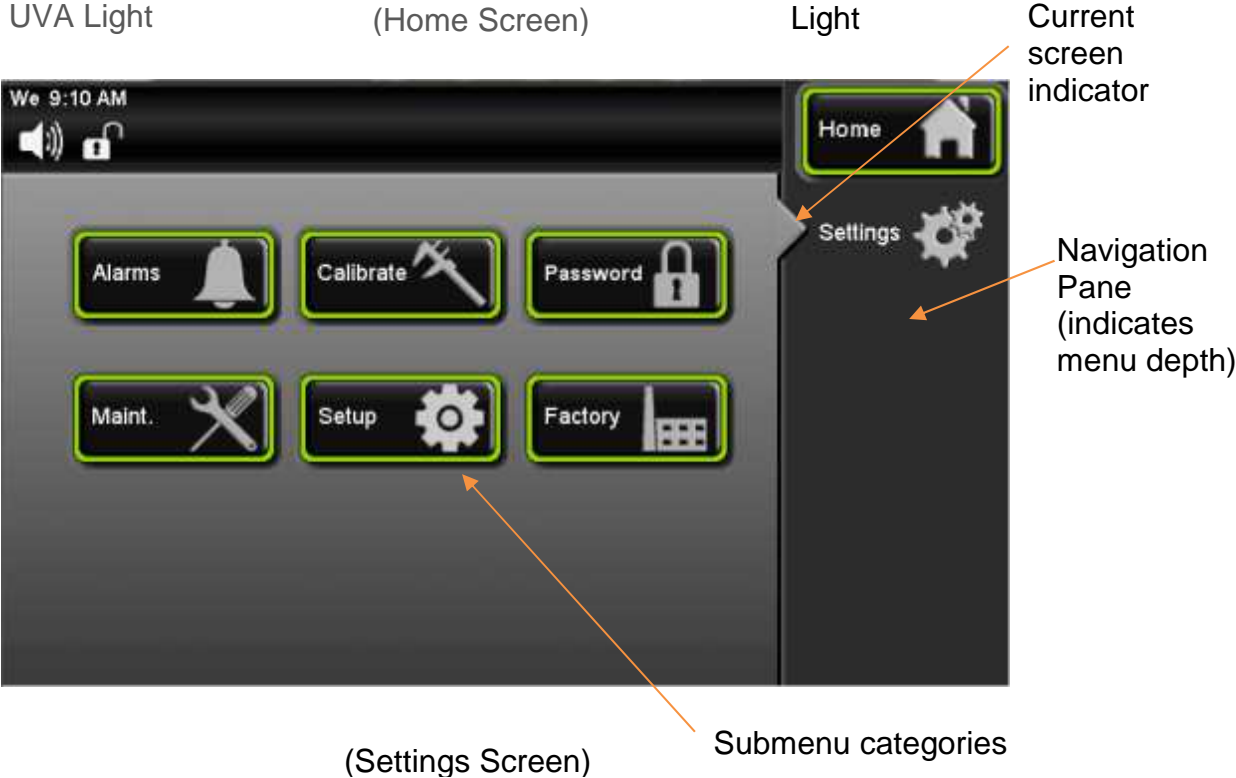 UVA Light
(Home Screen)
Light
Current
screen
indicator
We 9:10 AM
Home
Settings
Alarms
Calibrate
Password
Navigation
Pane
(indicates
menu depth)
Maint.
Setup
Factory
Submenu categories
(Settings Screen)